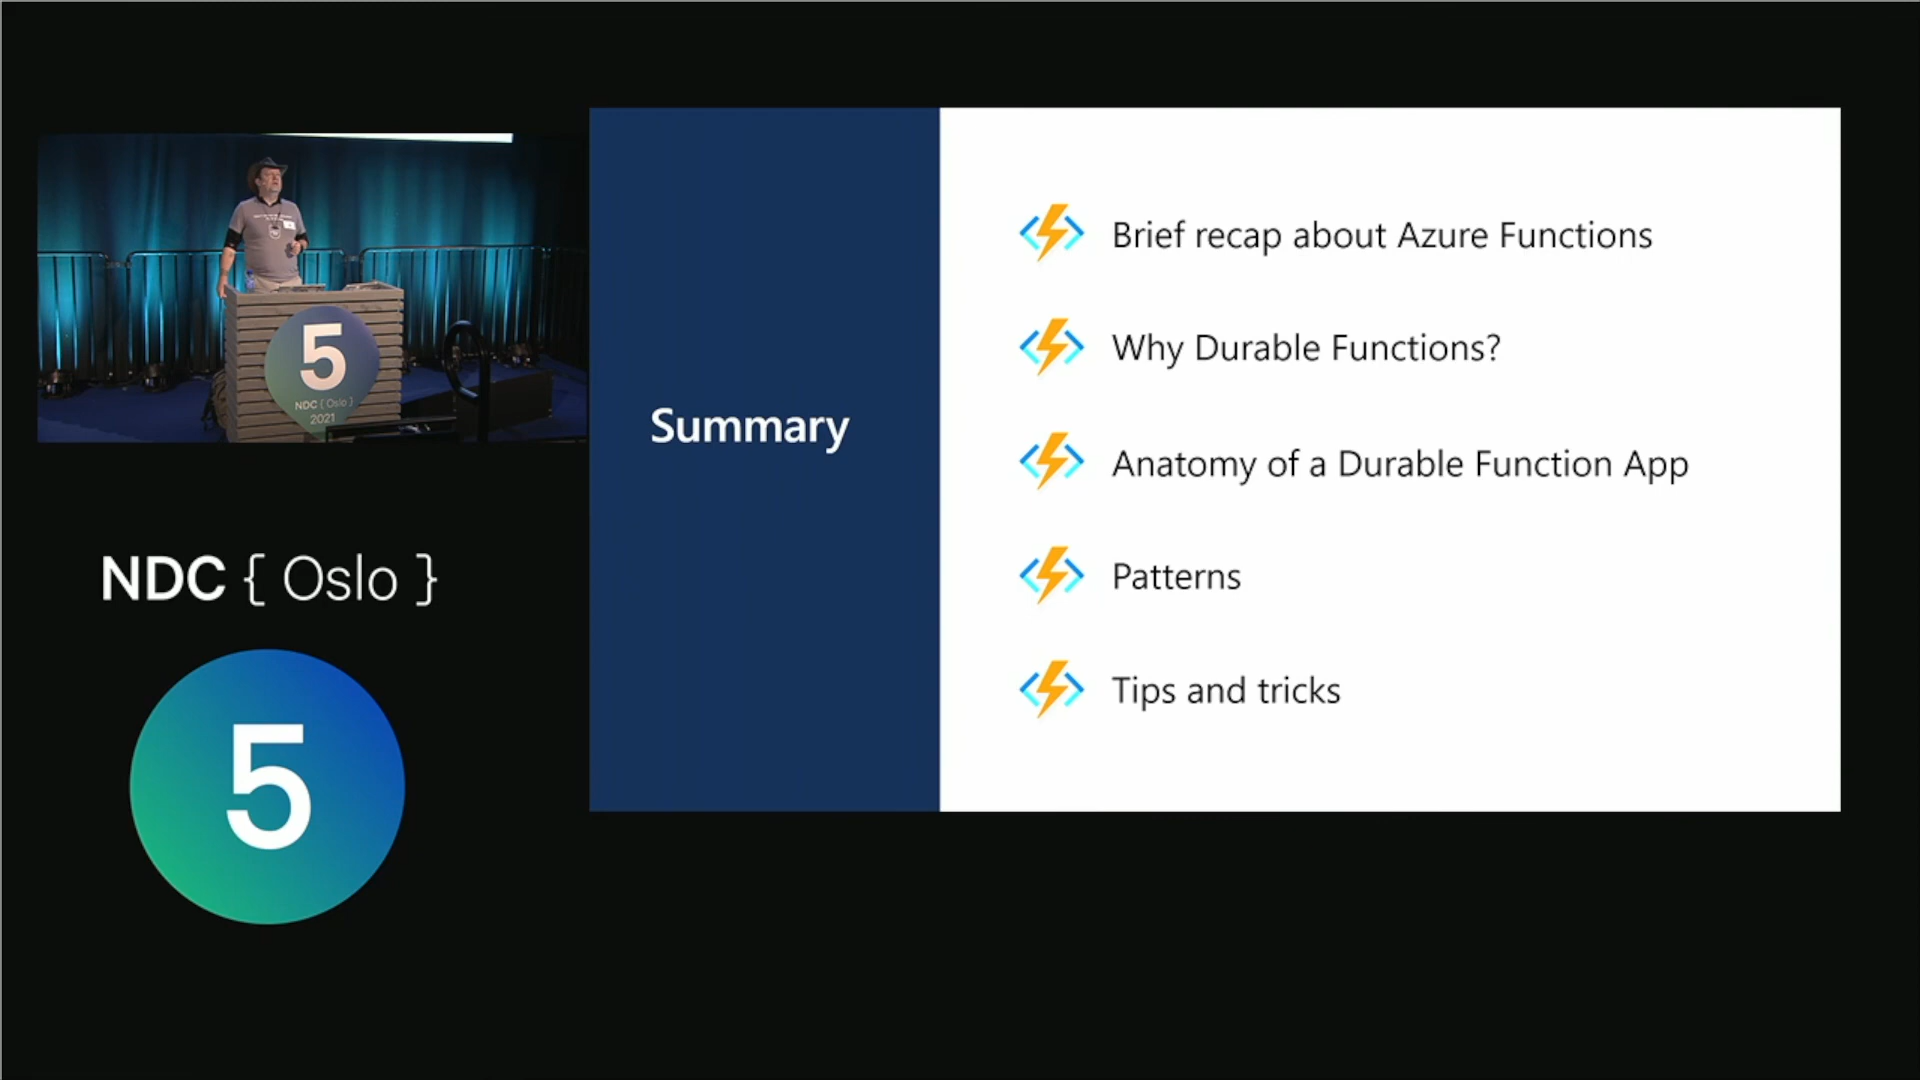 5
NDC { Oslo }
2021
NDC { Oslo }
5
Summary
Brief recap about Azure Functions
Why Durable Functions?
Anatomy of a Durable Function App
Patterns
Tips and tricks